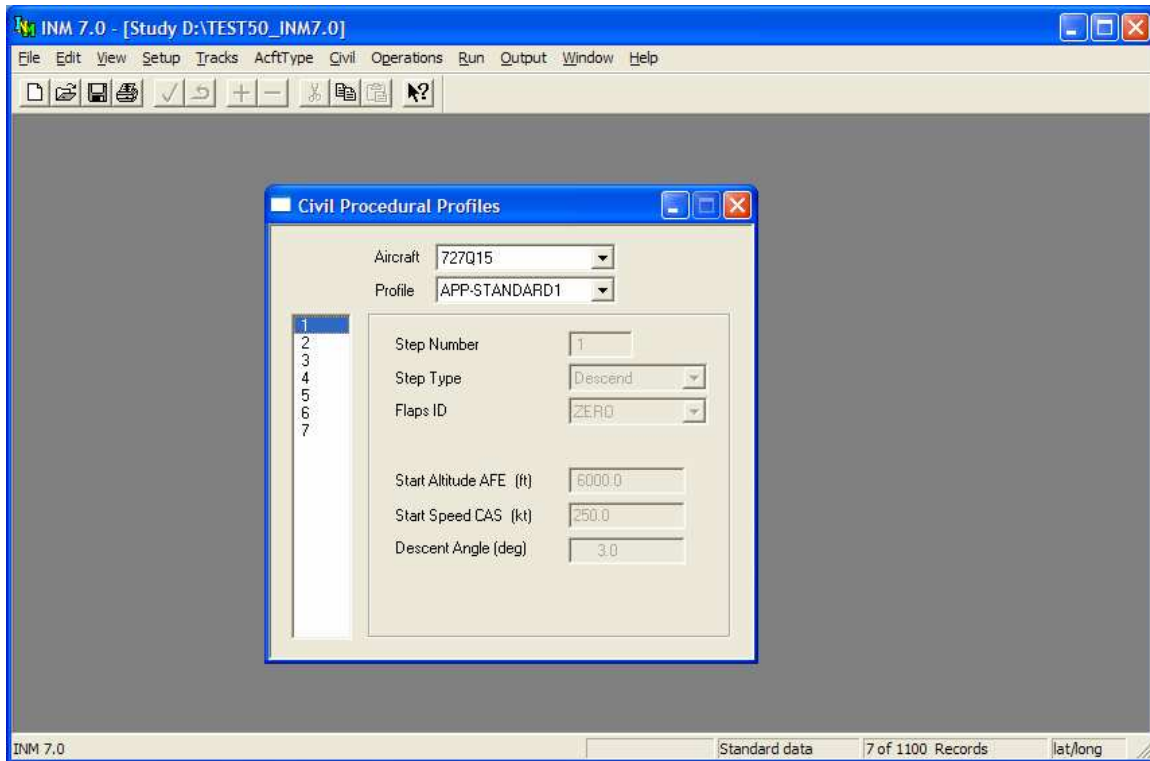 INM 7.0 - [Study D:\TEST50_INM7.0]
File Edit View Setup Tracks AcftType Civil Operations Run Output Window Help
Civil Procedural Profiles
Aircraft 727Q15
Profile APP-STANDARD1
1
2
3
4
5
6
7
Step Number 1
Step Type Descend
Flaps ID ZERO
Start Altitude AFE (ft) 6000.0
Start Speed CAS (kt) 250.0
Descent Angle (deg) 3.0
INM 7.0 Standard data 7 of 1100 Records lat/long